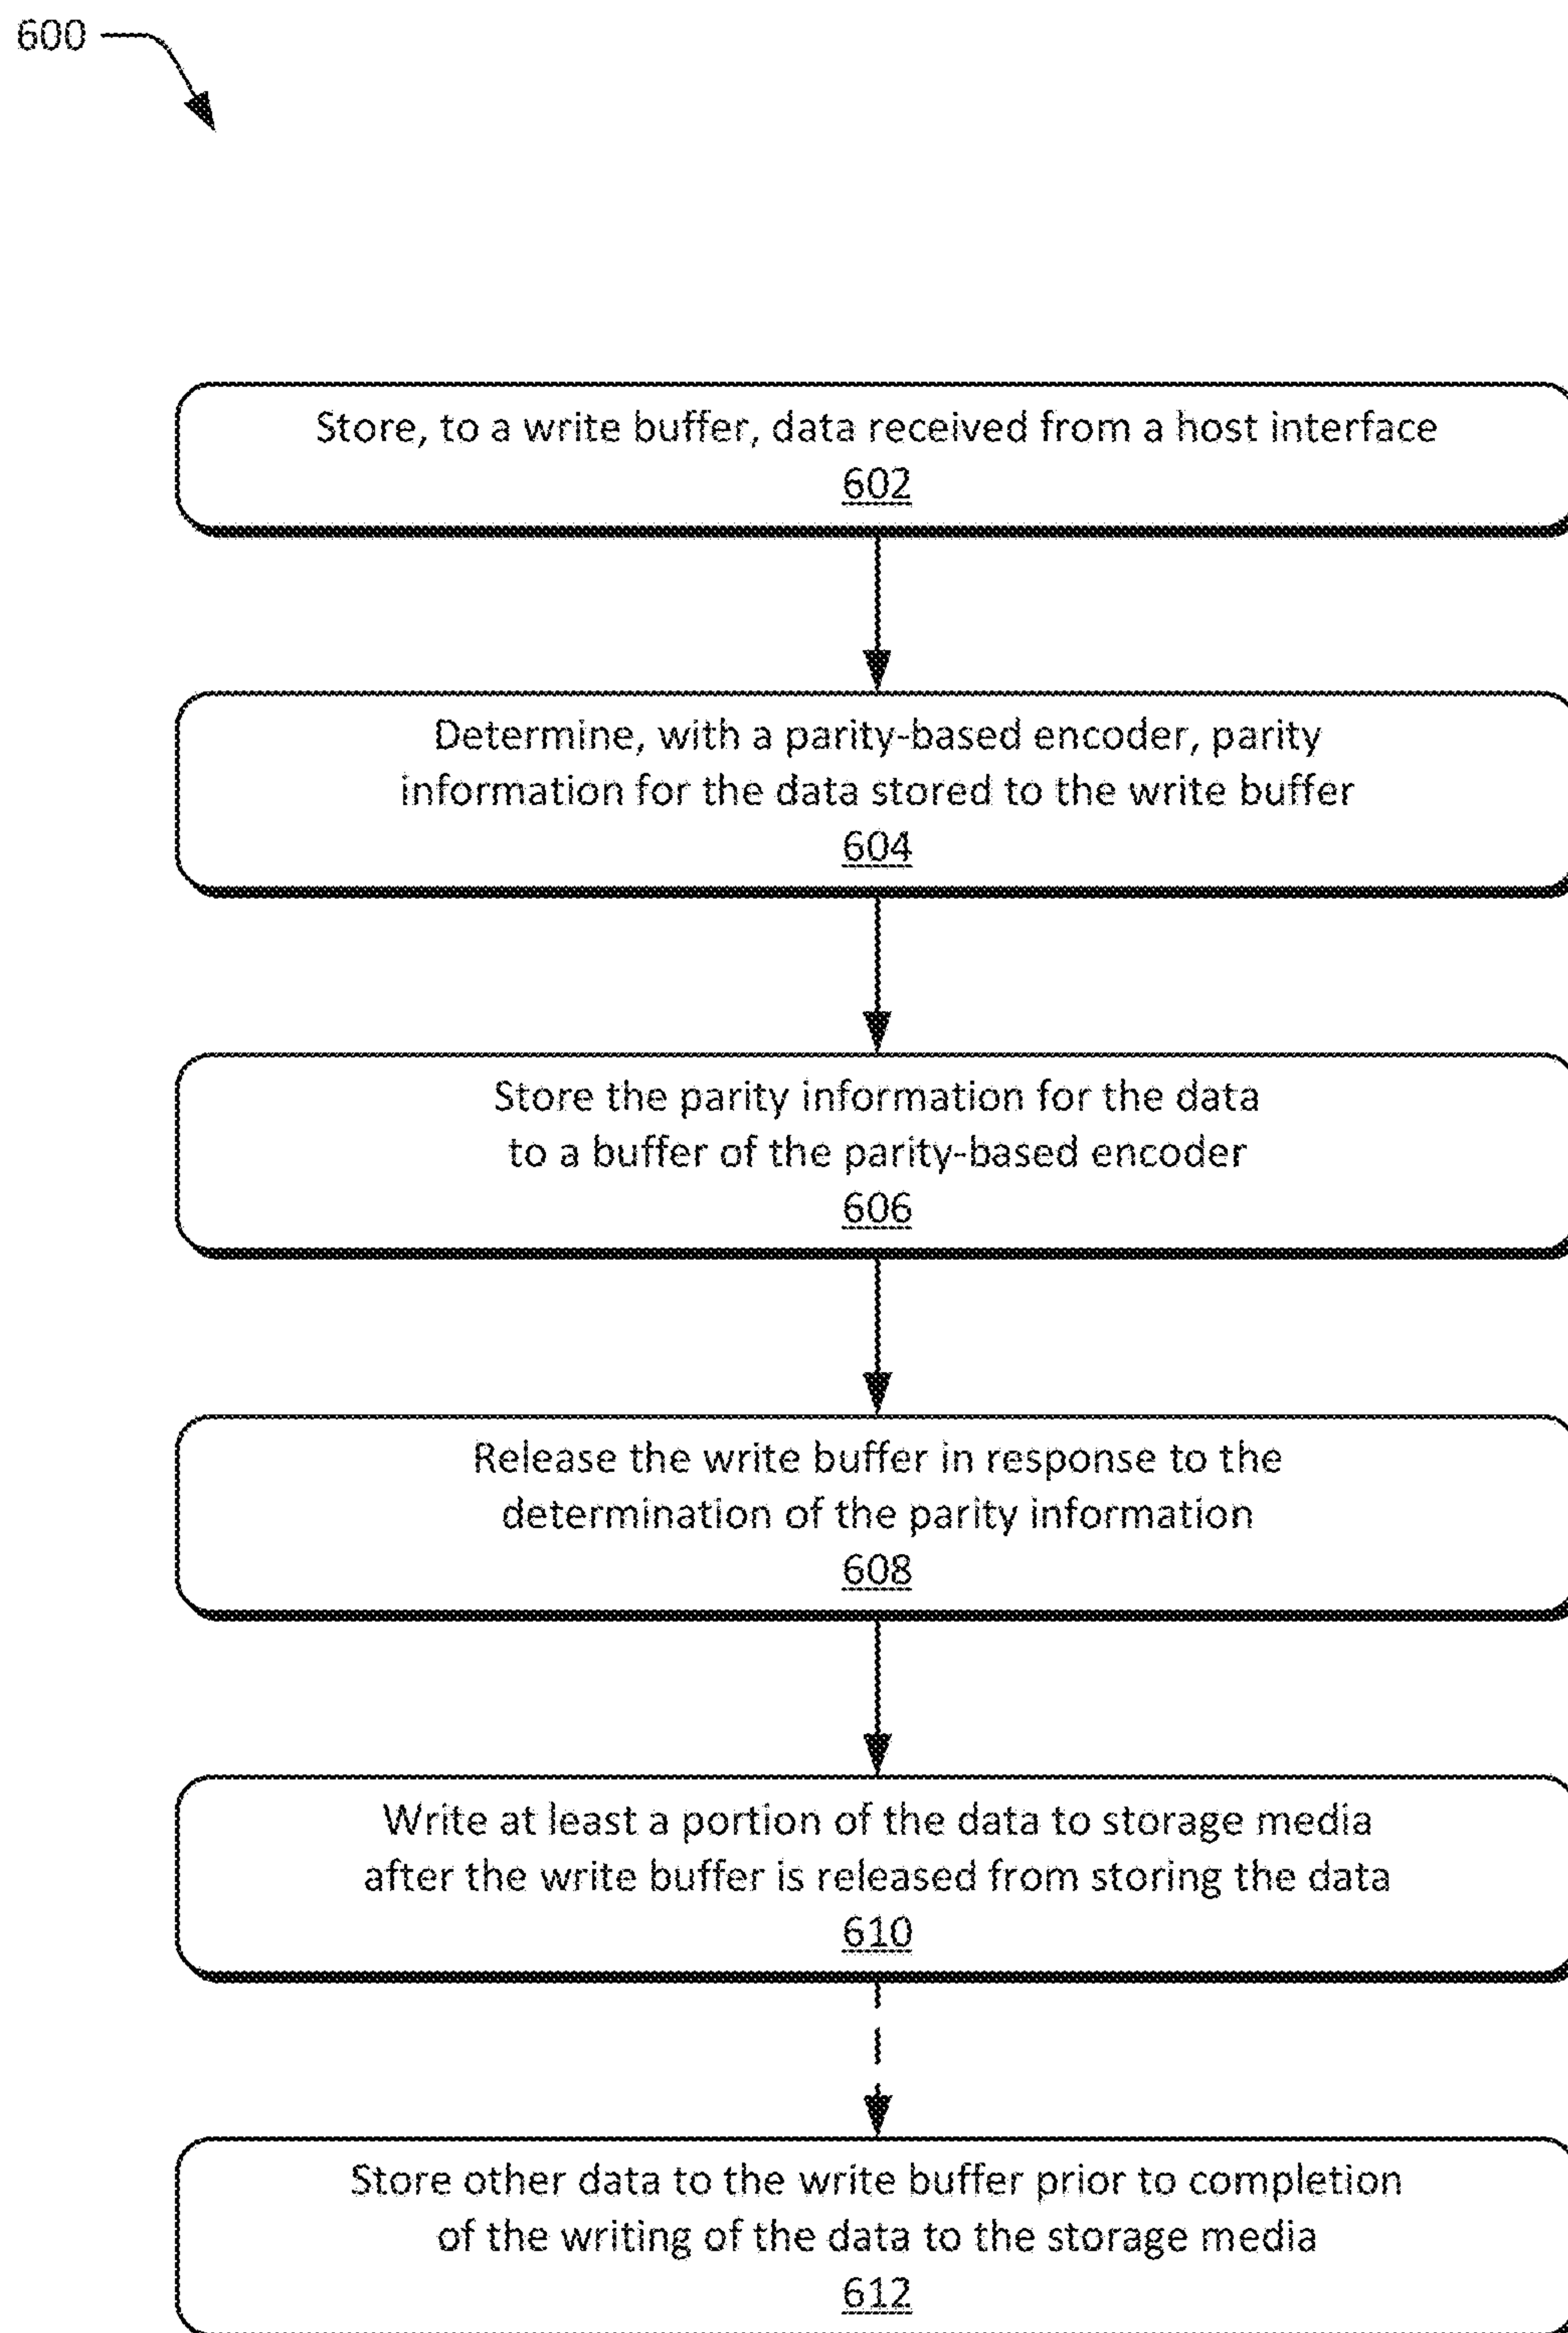 600
Store, to a write buffer, data received from a host interface
602
Determine, with a parity-based encoder, parity
information for the data stored to the write buffer
604
Store the parity information for the data
to a buffer of the parity-based encoder
606
Release the write buffer in response to the
determination of the parity information
608
Write at least a portion of the data to storage media
after the write buffer is released from storing the data
610
Store other data to the write buffer prior to completion
of the writing of the data to the storage media
612